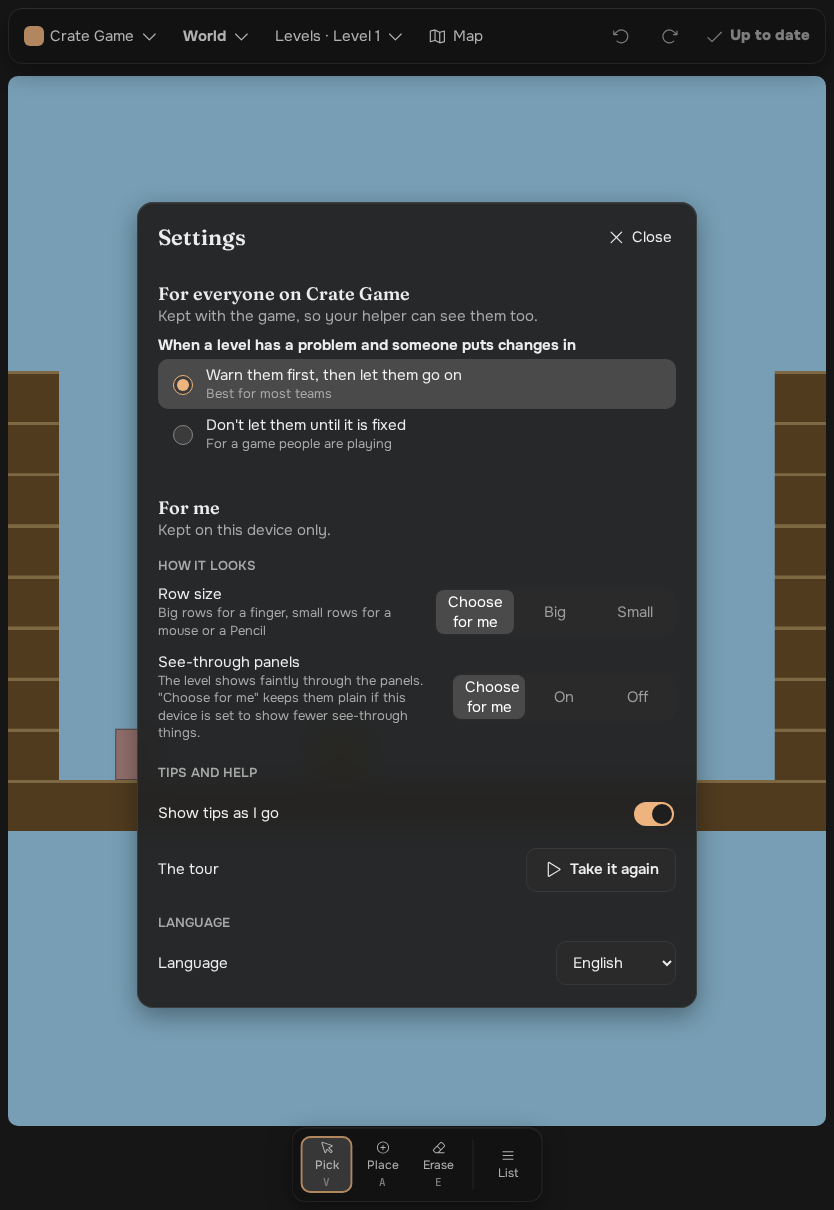 Crate Game
World
Levels · Level 1
Map
Up to date
Settings
Close
For everyone on Crate Game
Kept with the game, so your helper can see them too.
When a level has a problem and someone puts changes in
Warn them first, then let them go on
Best for most teams
Don't let them until it is fixed
For a game people are playing
For me
Kept on this device only.
HOW IT LOOKS
Row size
Big rows for a finger, small rows for a
mouse or a Pencil
Choose
for me
Big
Small
See-through panels
The level shows faintly through the panels.
"Choose for me" keeps them plain if this
device is set to show fewer see-through
things.
Choose
for me
On
Off
TIPS AND HELP
Show tips as I go
The tour
Take it again
LANGUAGE
Language
English
Pick
V
Place
A
Erase
E
List